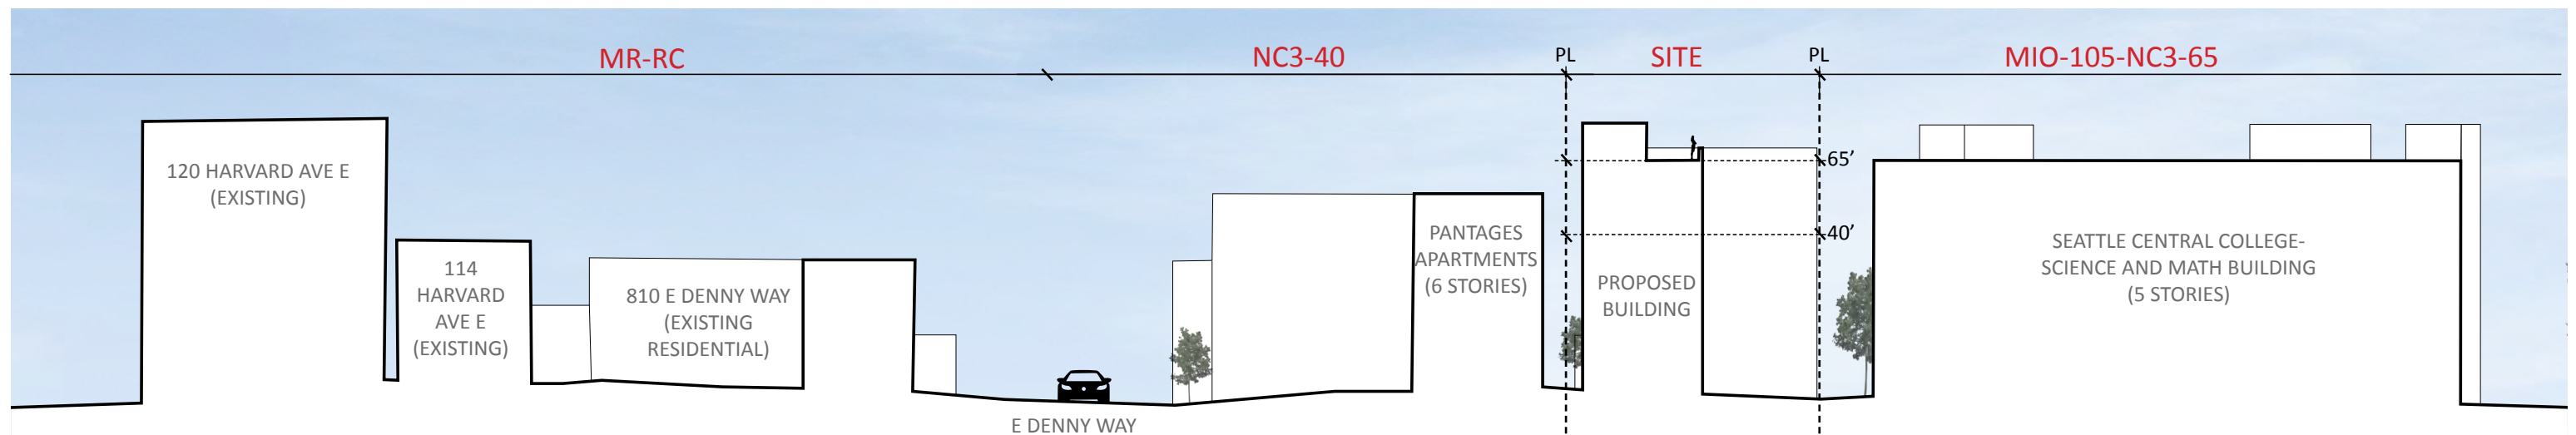 MR-RC
NC3-40
PL
SITE
PL
MIO-105-NC3-65
120 HARVARD AVE E
(EXISTING)
114
HARVARD
AVE E
(EXISTING)
810 E DENNY WAY
(EXISTING
RESIDENTIAL)
E DENNY WAY
PANTAGES
APARTMENTS
(6 STORIES)
PROPOSED
BUILDING
65’
40’
SEATTLE CENTRAL COLLEGE-
SCIENCE AND MATH BUILDING
(5 STORIES)